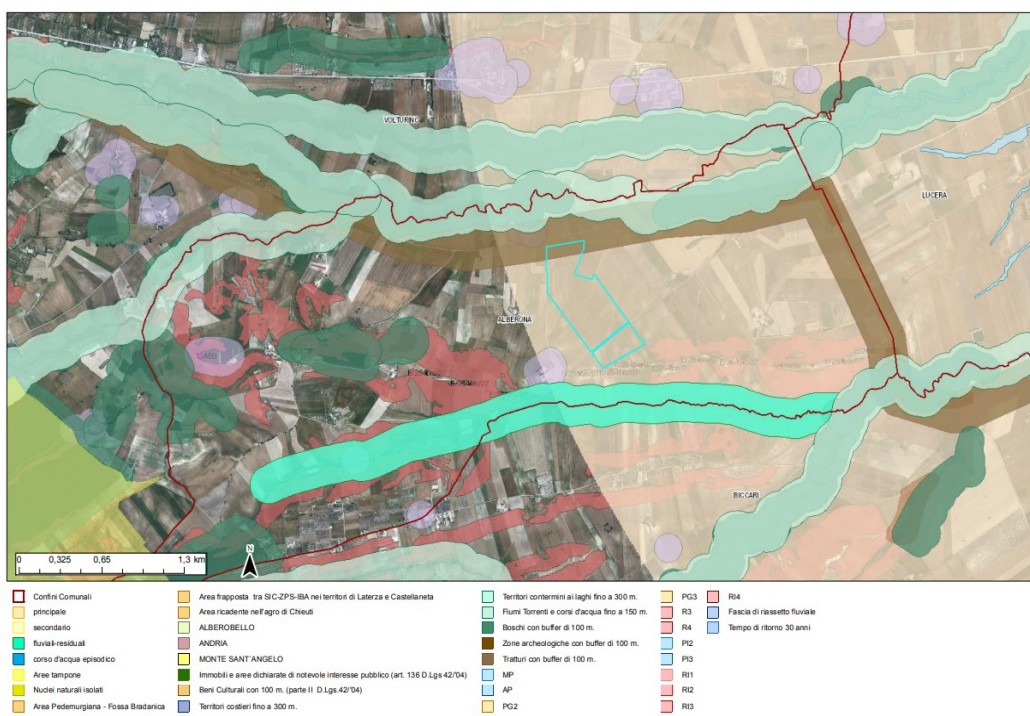 VOLTURINO
LUCERA
ALBERONA
BICCARI
0 0,325 0,65 1,3 km
N
Confini Comunali
principale
secondario
fluviali-residuali
corso d'acqua episodico
Aree tampone
Nuclei naturali isolati
Area Pedemurgiana - Fossa Bradanica
Area frapposta tra SIC-ZPS-IBA nei territori di Laterza e Castellaneta
Area ricadente nell'agro di Chieuti
ALBEROBELLO
ANDRIA
MONTE SANT'ANGELO
Immobili e aree dichiarate di notevole interesse pubblico (art. 136 D.Lgs 42/'04)
Beni Culturali con 100 m. (parte II D.Lgs.42/'04)
Territori costieri fino a 300 m.
Territori contermini ai laghi fino a 300 m.
Fiumi Torrenti e corsi d'acqua fino a 150 m.
Boschi con buffer di 100 m.
Zone archeologiche con buffer di 100 m.
Tratturi con buffer di 100 m.
MP
AP
PG2
PG3
R3
R4
PI2
PI3
RI1
RI2
RI3
RI4
Fascia di riassetto fluviale
Tempo di ritorno 30 anni